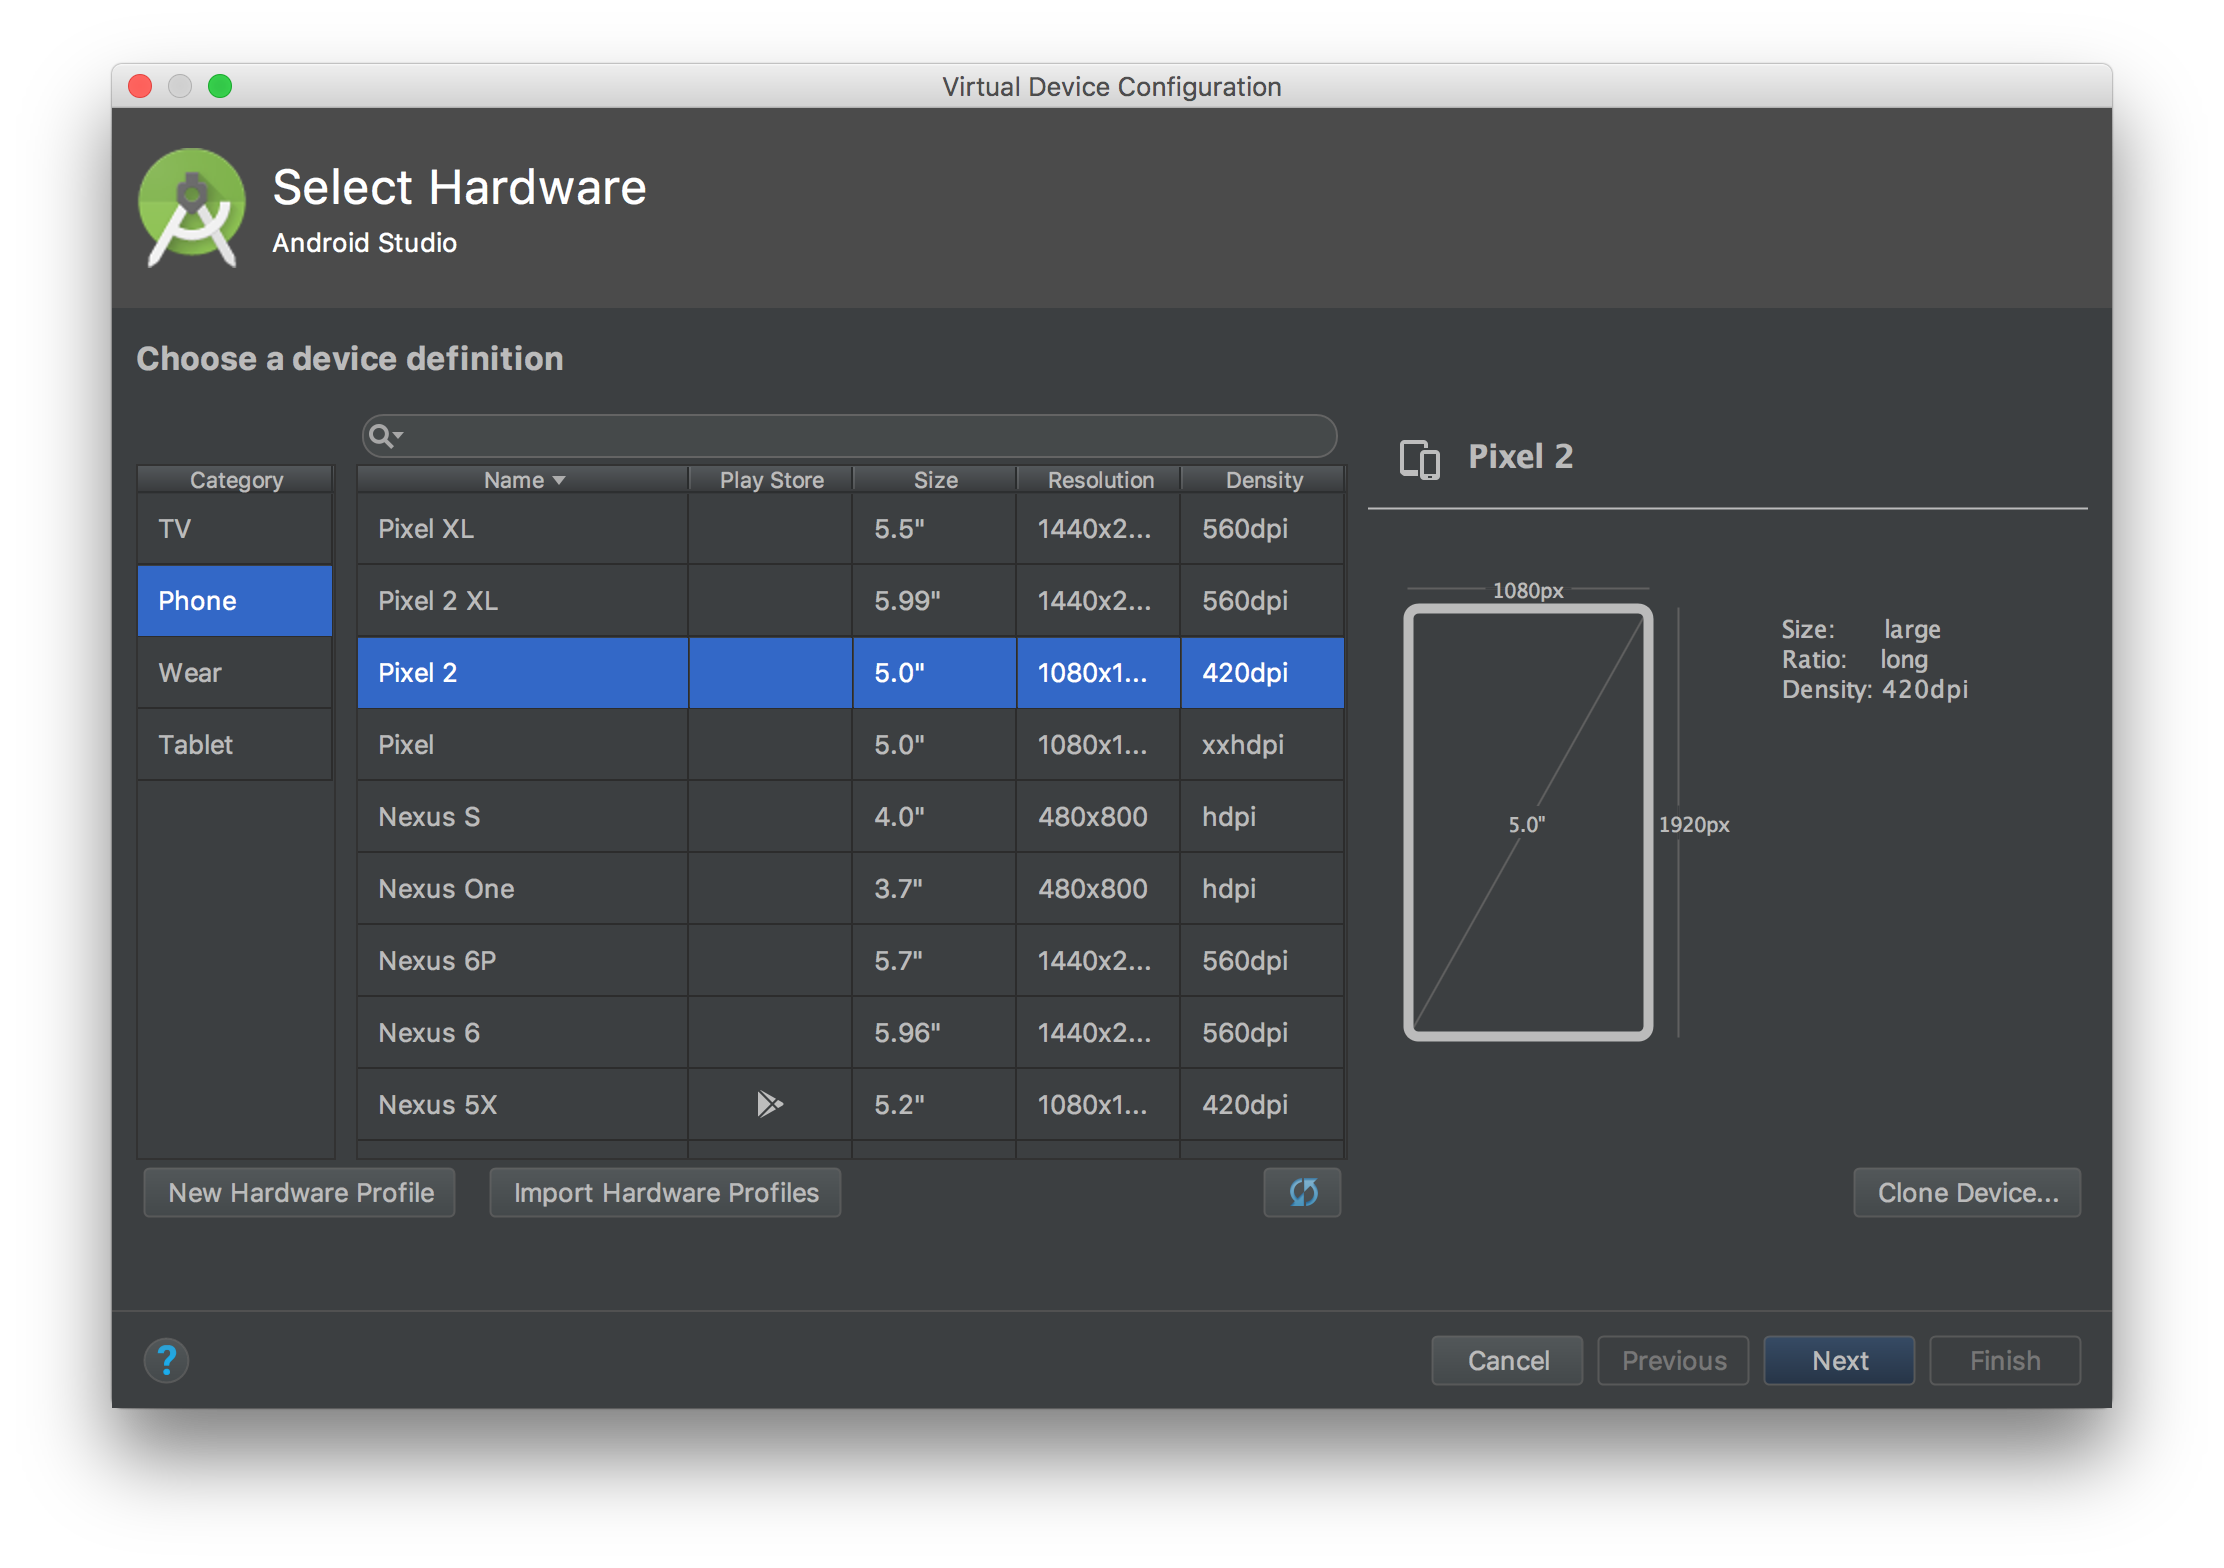 Virtual Device Configuration
Select Hardware
Android Studio
Choose a device definition
Category
TV
Phone
Wear
Tablet
Name Play Store Size Resolution Density
Pixel XL 5.5" 1440x2... 560dpi
Pixel 2 XL 5.99" 1440x2... 560dpi
Pixel 2 5.0" 1080x1... 420dpi
Pixel 5.0" 1080x1... xxhdpi
Nexus S 4.0" 480x800 hdpi
Nexus One 3.7" 480x800 hdpi
Nexus 6P 5.7" 1440x2... 560dpi
Nexus 6 5.96" 1440x2... 560dpi
Nexus 5X 5.2" 1080x1... 420dpi
Pixel 2
1080px
5.0"
1920px
Size: large
Ratio: long
Density: 420dpi
New Hardware Profile
Import Hardware Profiles
Clone Device...
?
Cancel
Previous
Next
Finish